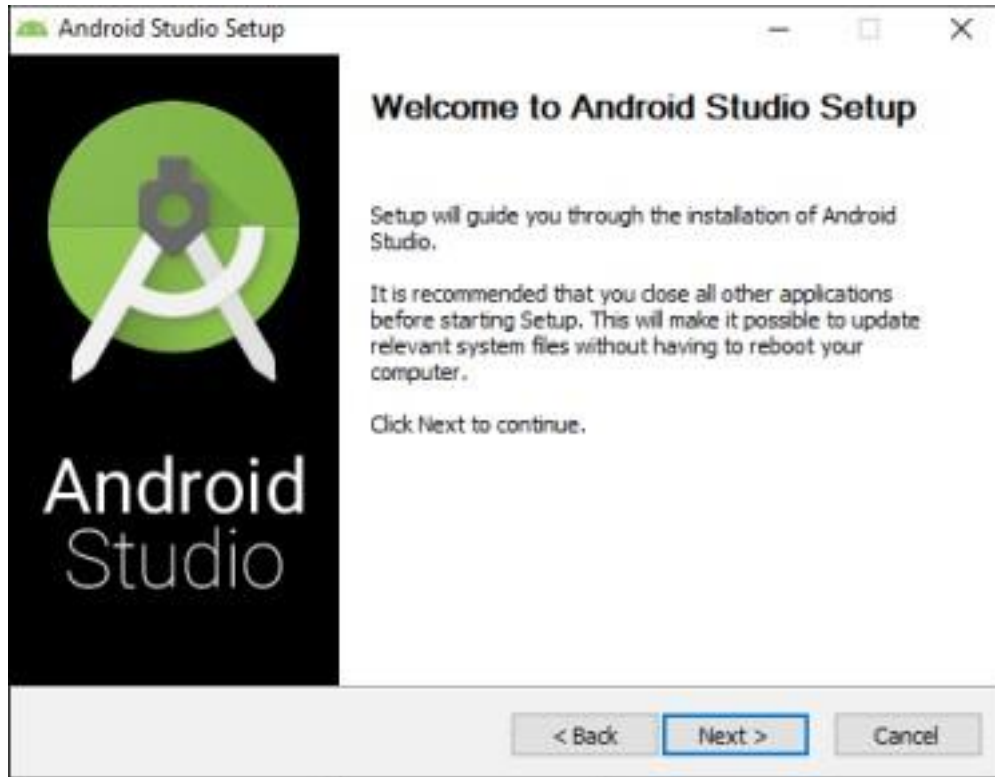 Android Studio Setup
Welcome to Android Studio Setup
Setup will guide you through the installation of Android
Studio.
It is recommended that you close all other applications
before starting Setup. This will make it possible to update
relevant system files without having to reboot your
computer.
Click Next to continue.
Android
Studio
< Back
Next >
Cancel